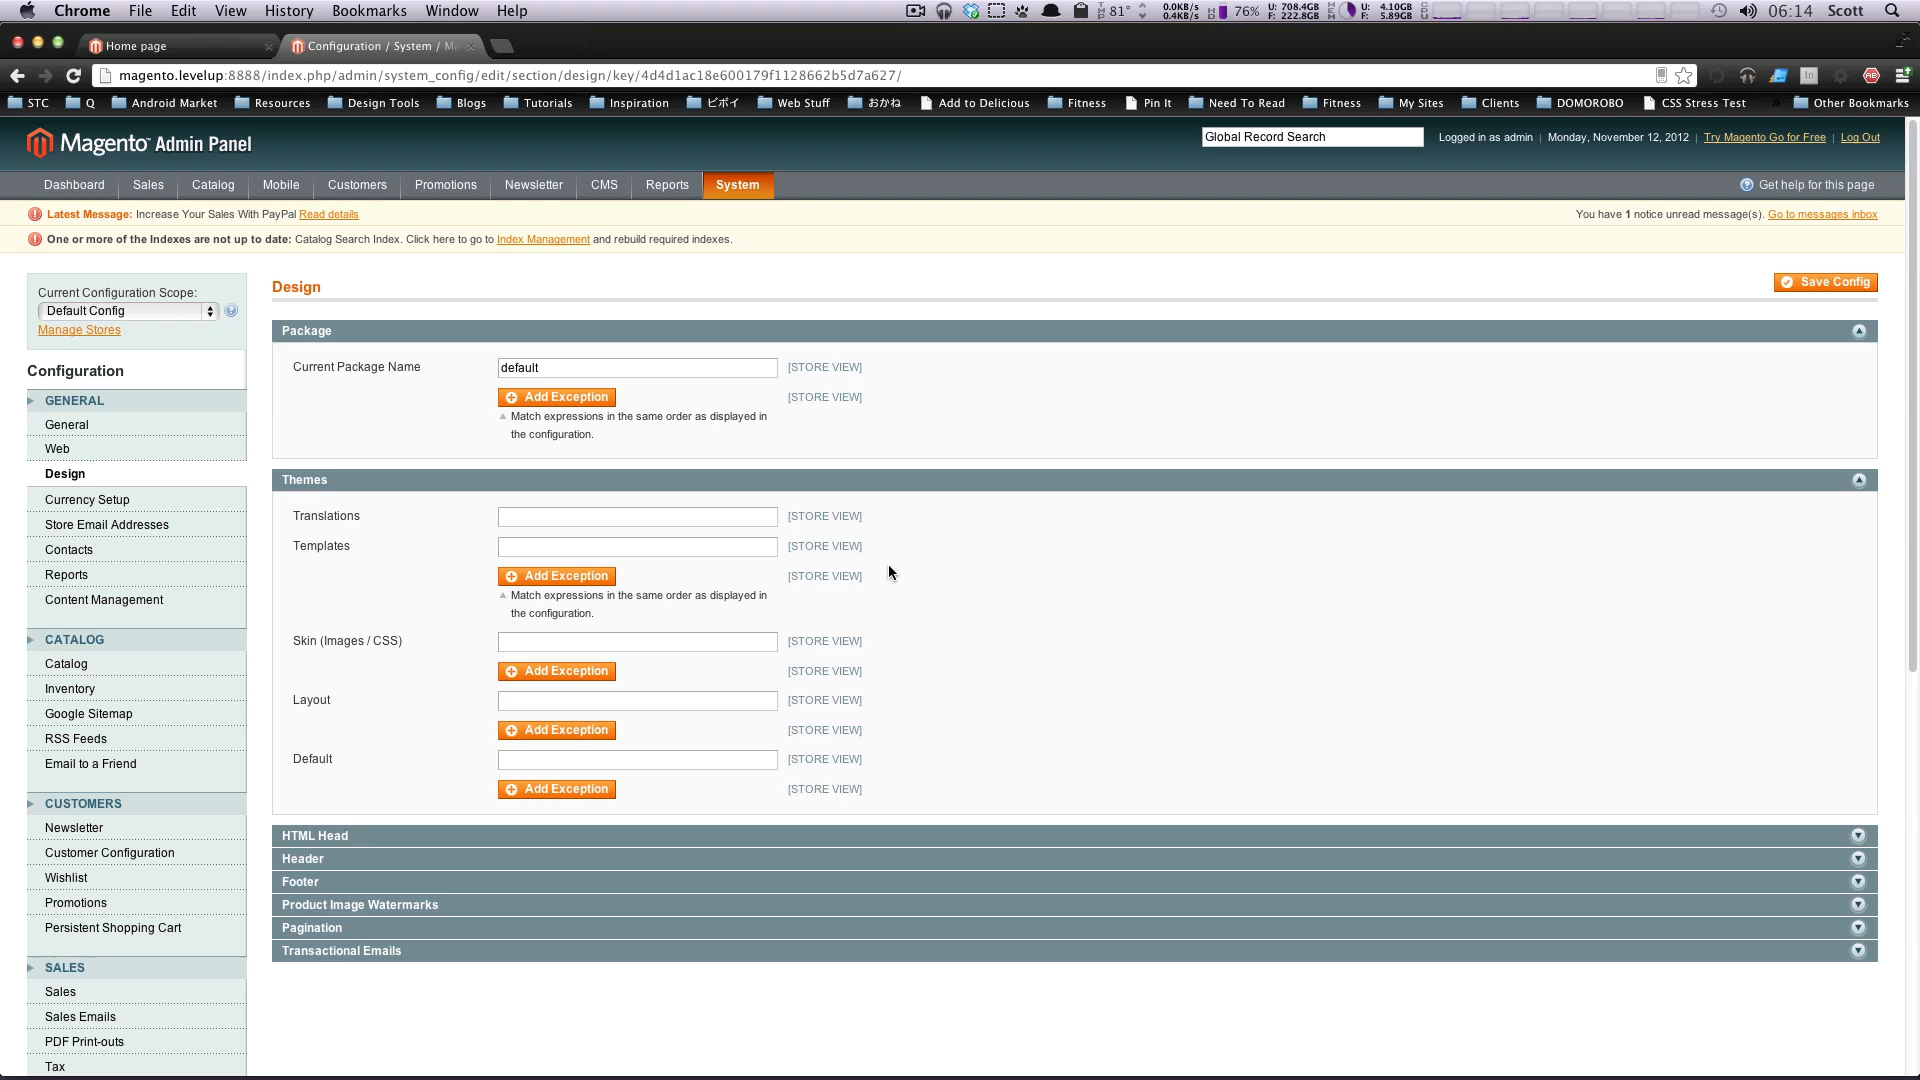 Chrome File Edit View History Bookmarks Window Help 81° 0.0KB/s 0.4KB/s 76% U: 708.4GB F: 222.8GB U: 4.10GB F: 5.89GB 06:14 Scott
Home page Configuration / System / M
magento.levelup:8888/index.php/admin/system_config/edit/section/design/key/4d4d1ac18e600179f1128662b5d7a627/
STC Q Android Market Resources Design Tools Blogs Tutorials Inspiration ビボイ Web Stuff おかね Add to Delicious Fitness Pin It Need To Read Fitness My Sites Clients DOMOROBO CSS Stress Test » Other Bookmarks
Magento Admin Panel Global Record Search Logged in as admin | Monday, November 12, 2012 | Try Magento Go for Free | Log Out
Dashboard Sales Catalog Mobile Customers Promotions Newsletter CMS Reports System Get help for this page
Latest Message: Increase Your Sales With PayPal Read details You have 1 notice unread message(s). Go to messages inbox
One or more of the Indexes are not up to date: Catalog Search Index. Click here to go to Index Management and rebuild required indexes.
Current Configuration Scope:
Default Config
Manage Stores
Configuration
GENERAL
General
Web
Design
Currency Setup
Store Email Addresses
Contacts
Reports
Content Management
CATALOG
Catalog
Inventory
Google Sitemap
RSS Feeds
Email to a Friend
CUSTOMERS
Newsletter
Customer Configuration
Wishlist
Promotions
Persistent Shopping Cart
SALES
Sales
Sales Emails
PDF Print-outs
Tax
Design Save Config
Package
Current Package Name default [STORE VIEW]
Add Exception [STORE VIEW]
Match expressions in the same order as displayed in
the configuration.
Themes
Translations [STORE VIEW]
Templates [STORE VIEW]
Add Exception [STORE VIEW]
Match expressions in the same order as displayed in
the configuration.
Skin (Images / CSS) [STORE VIEW]
Add Exception [STORE VIEW]
Layout [STORE VIEW]
Add Exception [STORE VIEW]
Default [STORE VIEW]
Add Exception [STORE VIEW]
HTML Head
Header
Footer
Product Image Watermarks
Pagination
Transactional Emails